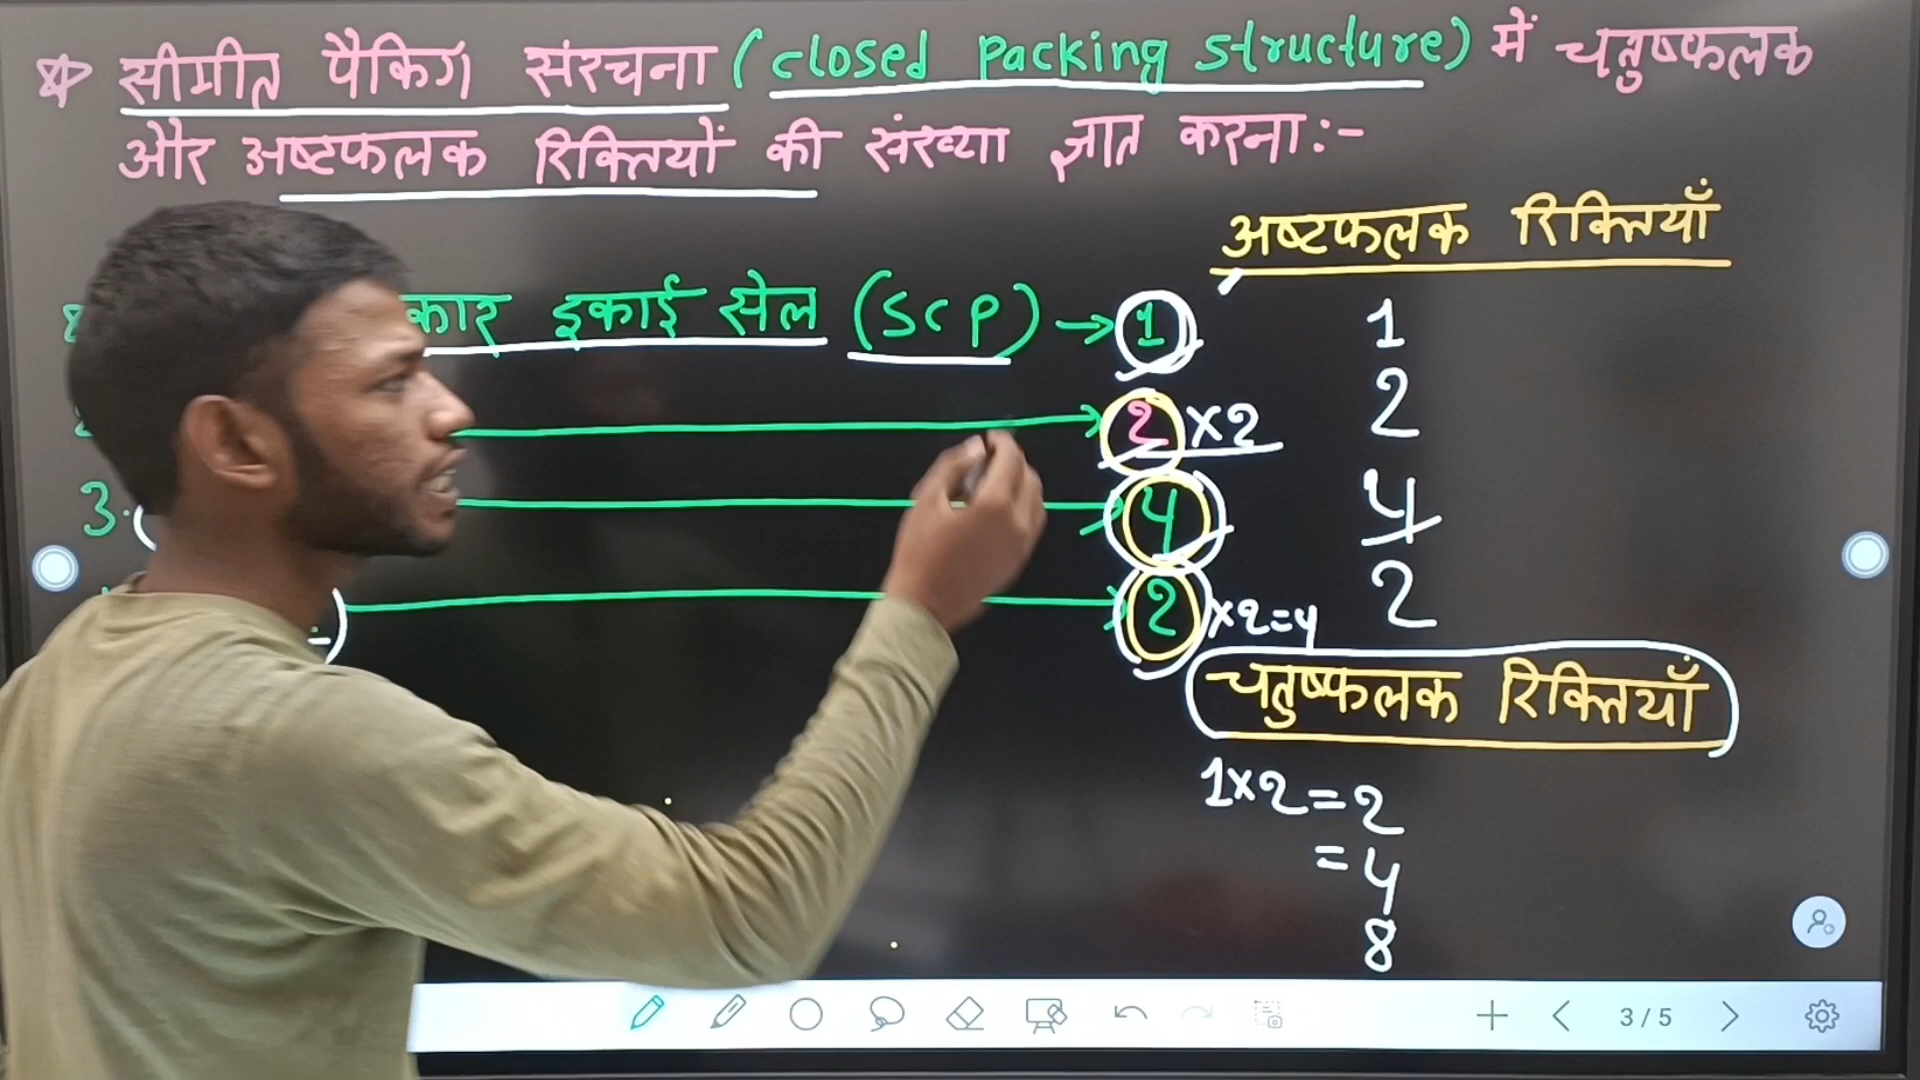 सीमीत पैकिंग संरचना (closed packing structure) में चतुष्फलक
और अष्टफलक रिक्तियों की संख्या ज्ञात करना:-
अष्टफलक रिक्तियाँ
कार इकाई सेल (SCP) → 1
1
2 ×2
2
3.
4
4
2 ×2=4
2
चतुष्फलक रिक्तियाँ
1×2=2
=4
8
3/5